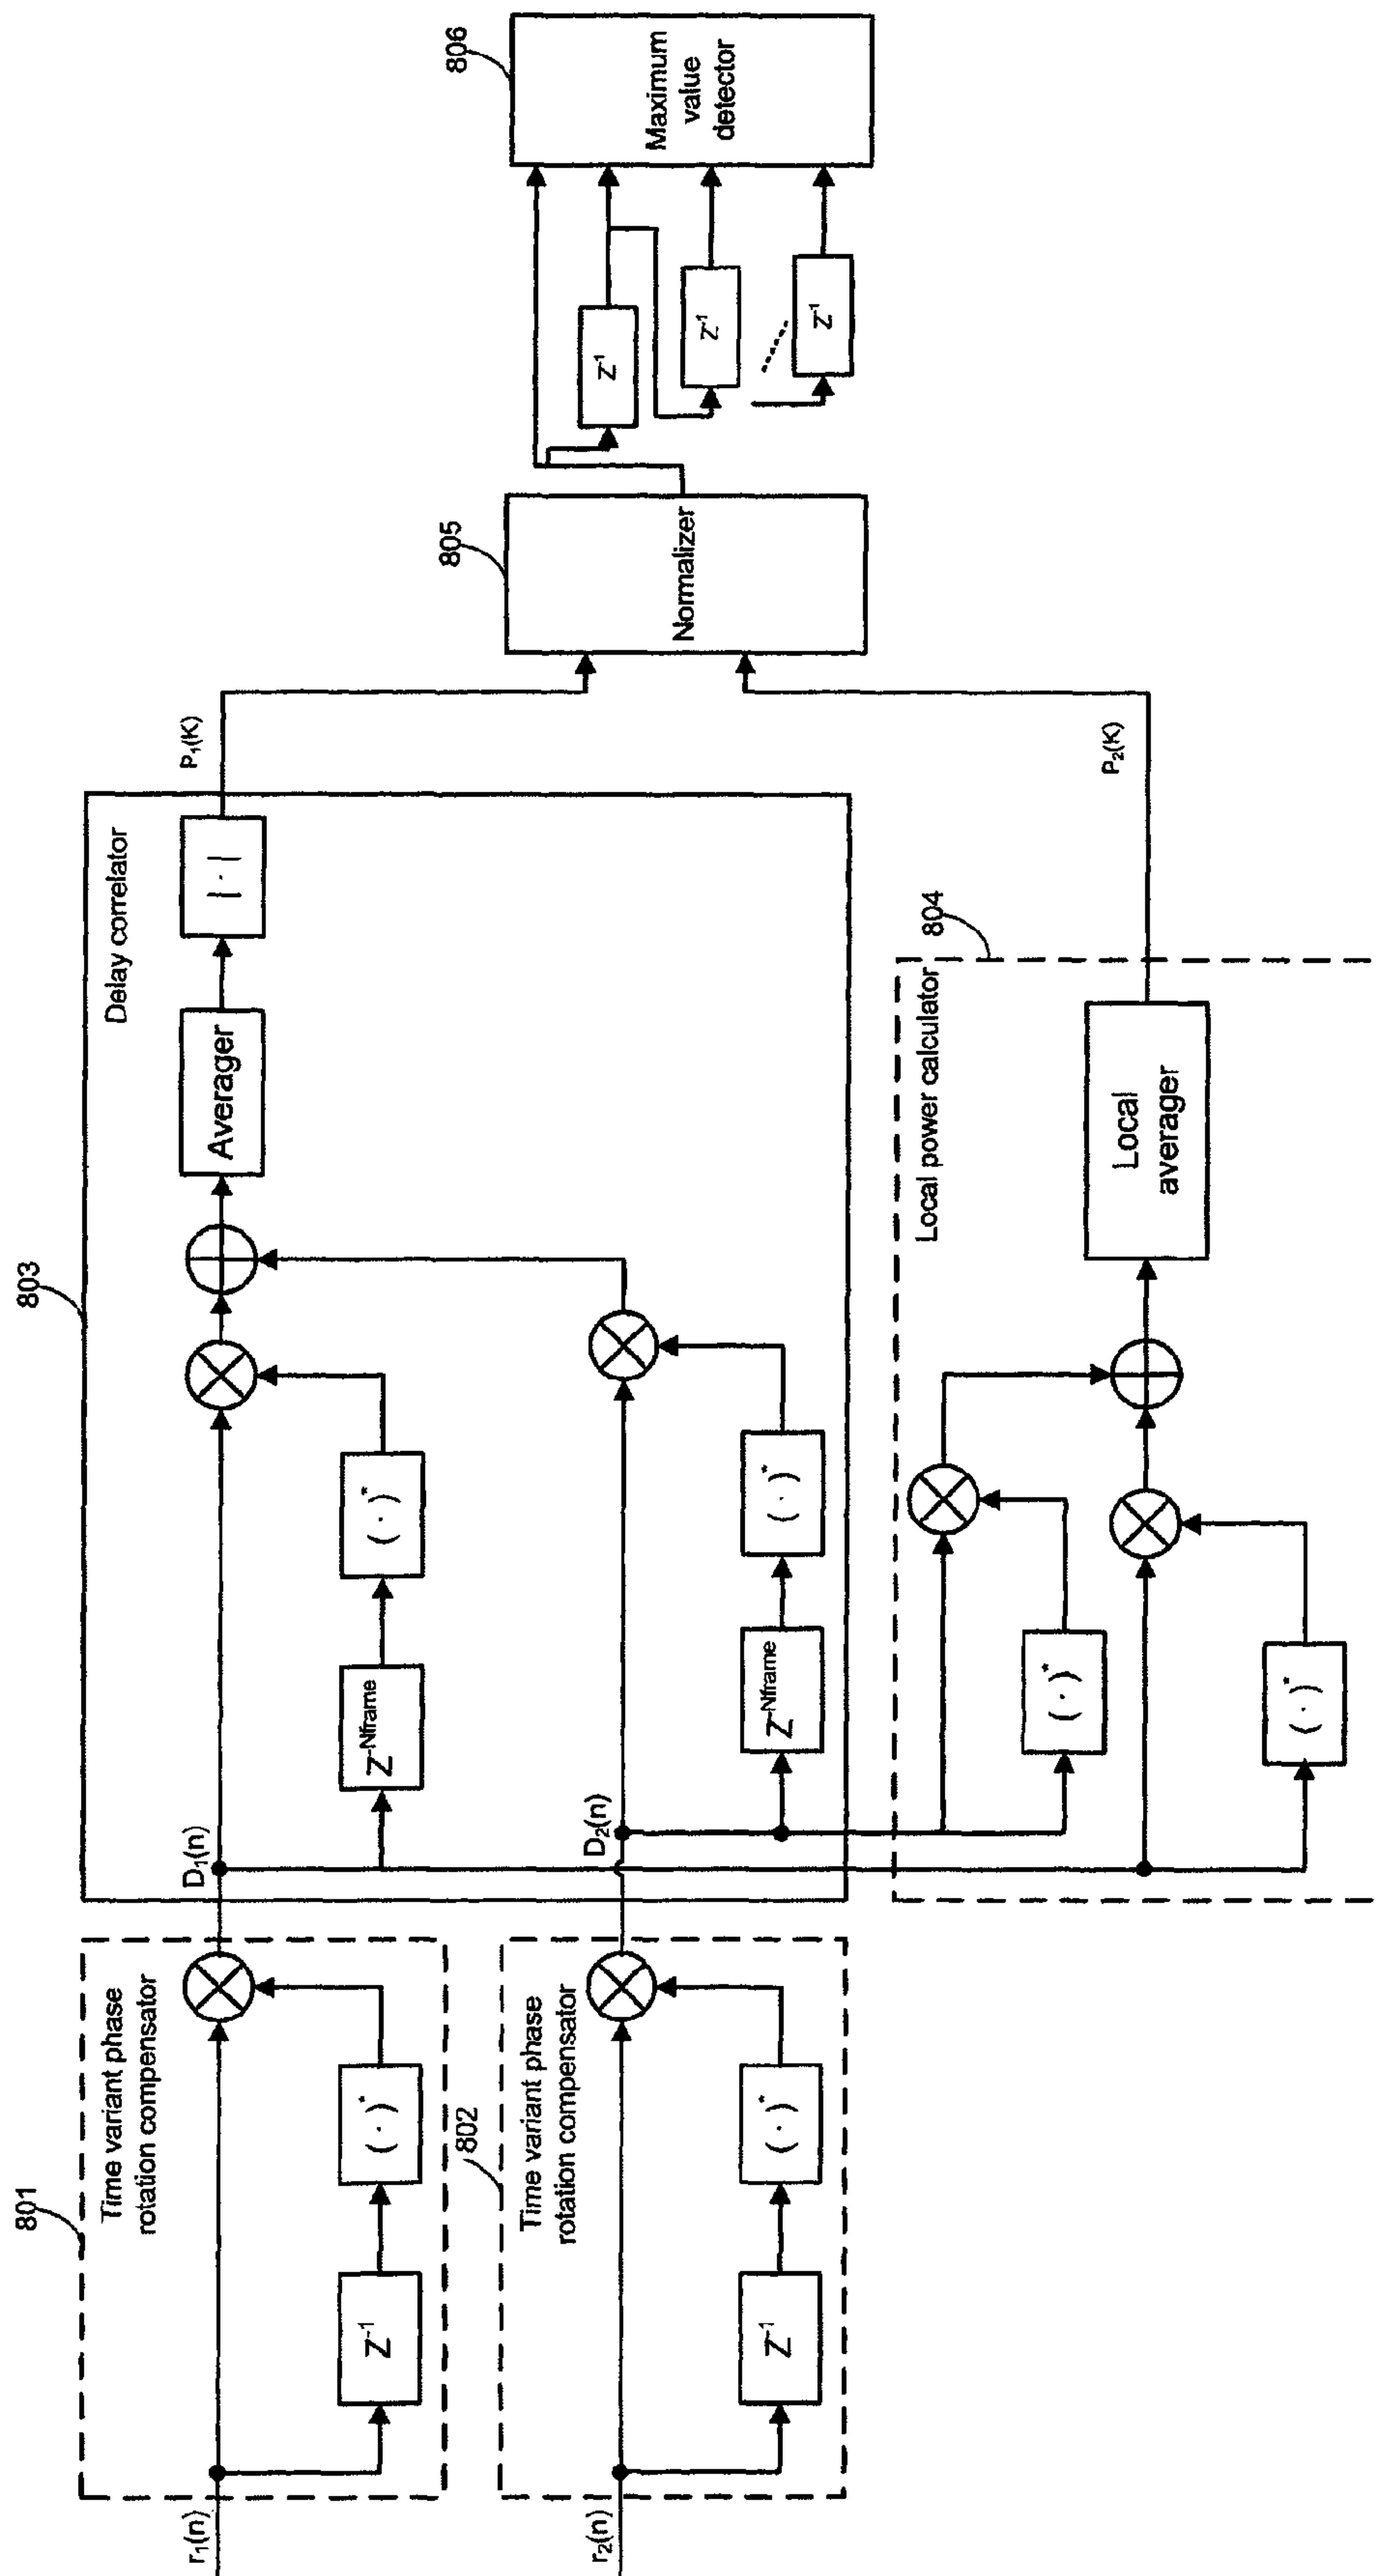 r₁(n)
801
Time variant phase
rotation compensator
Z⁻¹
(·)*
r₂(n)
802
Time variant phase
rotation compensator
Z⁻¹
(·)*
803
Delay correlator
D₁(n)
Z⁻ᴺᶠʳᵃᵐᵉ
(·)*
Averager
|·|
D₂(n)
Z⁻ᴺᶠʳᵃᵐᵉ
(·)*
804
Local power calculator
(·)*
(·)*
Local
averager
P₁(K)
P₂(K)
805
Normalizer
Z⁻¹
Z⁻¹
Z⁻¹
806
Maximum
value
detector